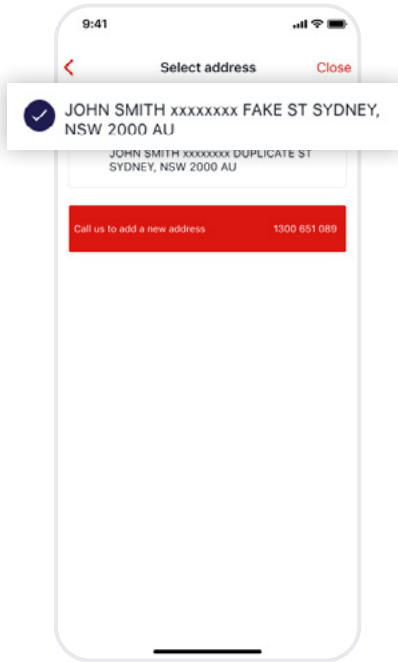 9:41
Select address
Close
JOHN SMITH xxxxxxxx FAKE ST SYDNEY,
NSW 2000 AU
JOHN SMITH xxxxxxxx DUPLICATE ST
SYDNEY, NSW 2000 AU
Call us to add a new address
1300 651 089